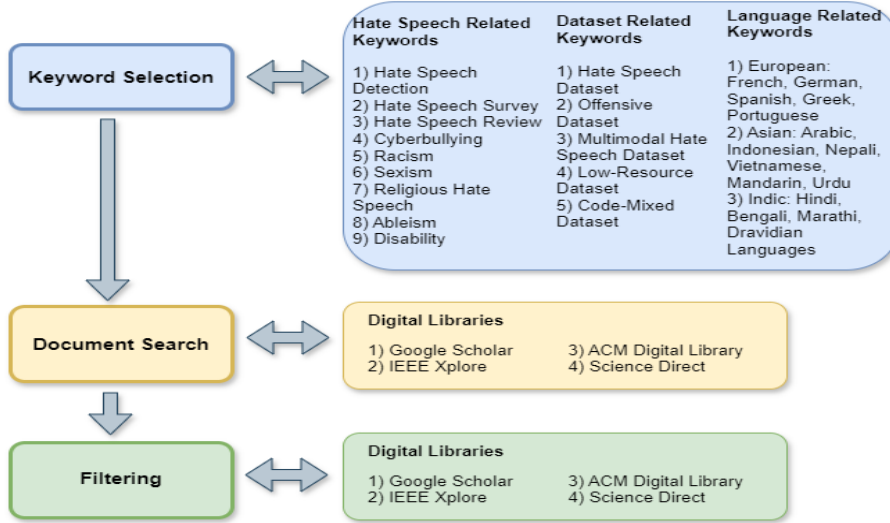 Keyword Selection
Hate Speech Related
Keywords
1) Hate Speech
Detection
2) Hate Speech Survey
3) Hate Speech Review
4) Cyberbullying
5) Racism
6) Sexism
7) Religious Hate
Speech
8) Ableism
9) Disability
Dataset Related
Keywords
1) Hate Speech
Dataset
2) Offensive
Dataset
3) Multimodal Hate
Speech Dataset
4) Low-Resource
Dataset
5) Code-Mixed
Dataset
Language Related
Keywords
1) European:
French, German,
Spanish, Greek,
Portuguese
2) Asian: Arabic,
Indonesian, Nepali,
Vietnamese,
Mandarin, Urdu
3) Indic: Hindi,
Bengali, Marathi,
Dravidian
Languages
Document Search
Digital Libraries
1) Google Scholar
2) IEEE Xplore
3) ACM Digital Library
4) Science Direct
Filtering
Digital Libraries
1) Google Scholar
2) IEEE Xplore
3) ACM Digital Library
4) Science Direct